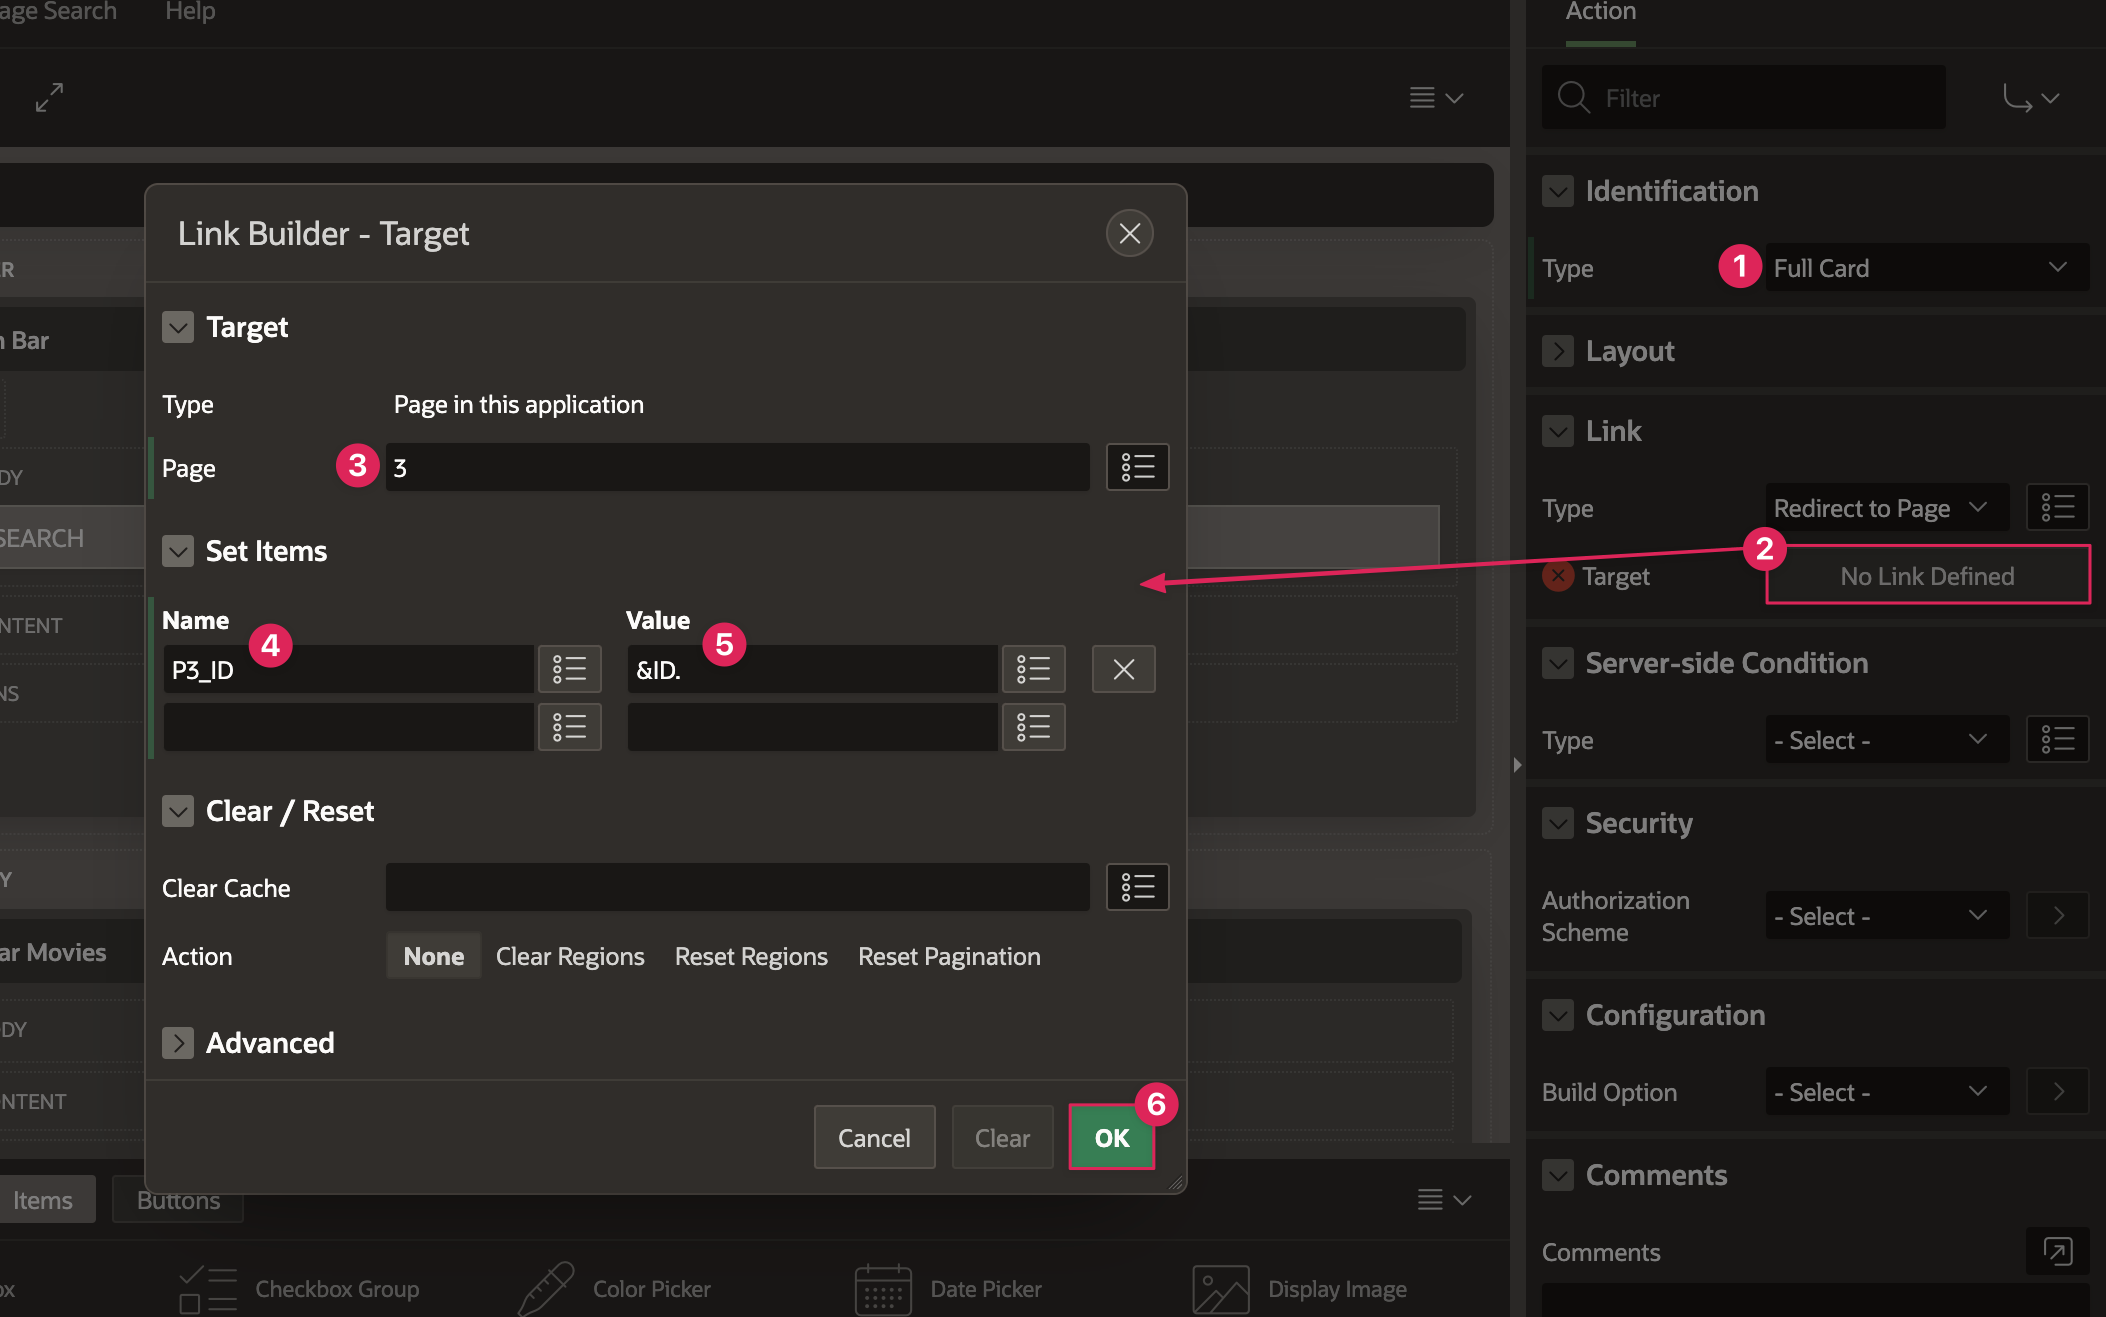 age Search
Help
Action
Filter
Identification
1
Type
Full Card
Layout
Link
Type
Redirect to Page
2
Target
No Link Defined
Server-side Condition
Type
- Select -
Security
Authorization
Scheme
- Select -
Configuration
Build Option
- Select -
Comments
Comments
R
n Bar
DY
SEARCH
NTENT
NS
Y
ar Movies
DY
NTENT
Link Builder - Target
Target
Type
Page in this application
Page
3
3
Set Items
Name
Value
4
5
P3_ID
&ID.
Clear / Reset
Clear Cache
Action
None
Clear Regions
Reset Regions
Reset Pagination
Advanced
Cancel
Clear
OK
6
Items
Buttons
ox
Checkbox Group
Color Picker
Date Picker
Display Image